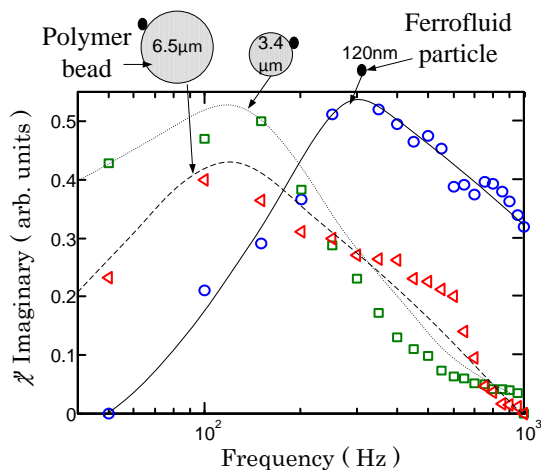 Polymer
bead
6.5μm
3.4
μm
Ferrofluid
particle
120nm
χ' Imaginary ( arb. units )
0.5
0.4
0.3
0.2
0.1
0
10²
10³
Frequency ( Hz )